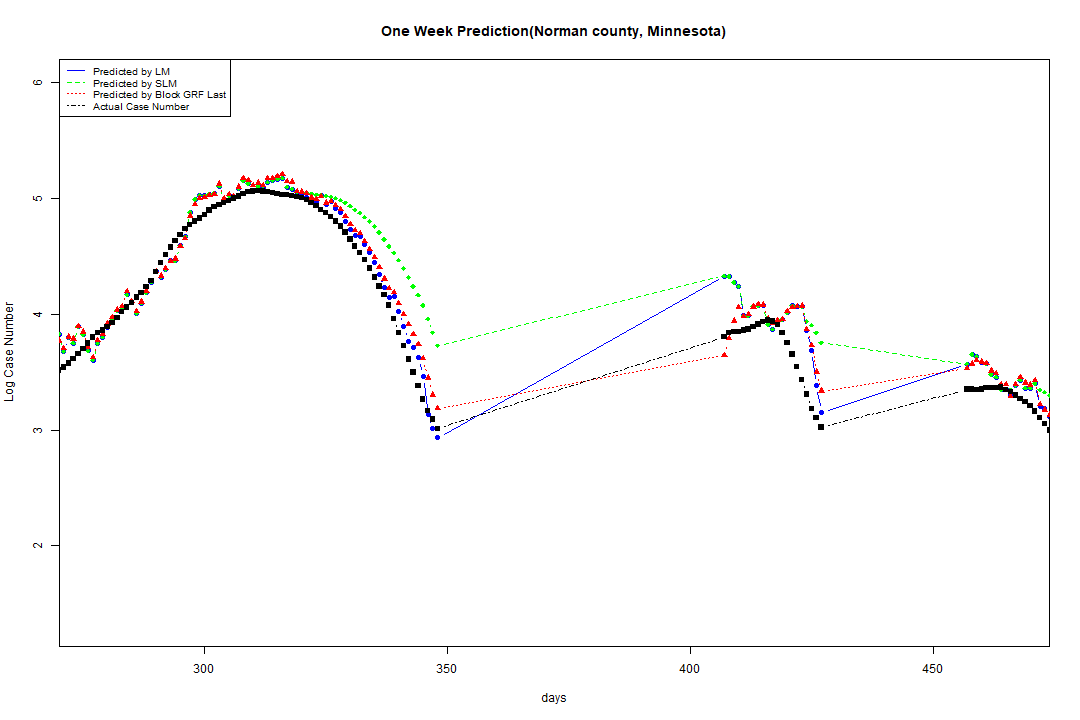 One Week Prediction(Norman county, Minnesota)
Predicted by LM
Predicted by SLM
Predicted by Block GRF Last
Actual Case Number
6
5
4
3
2
Log Case Number
300
350
400
450
days